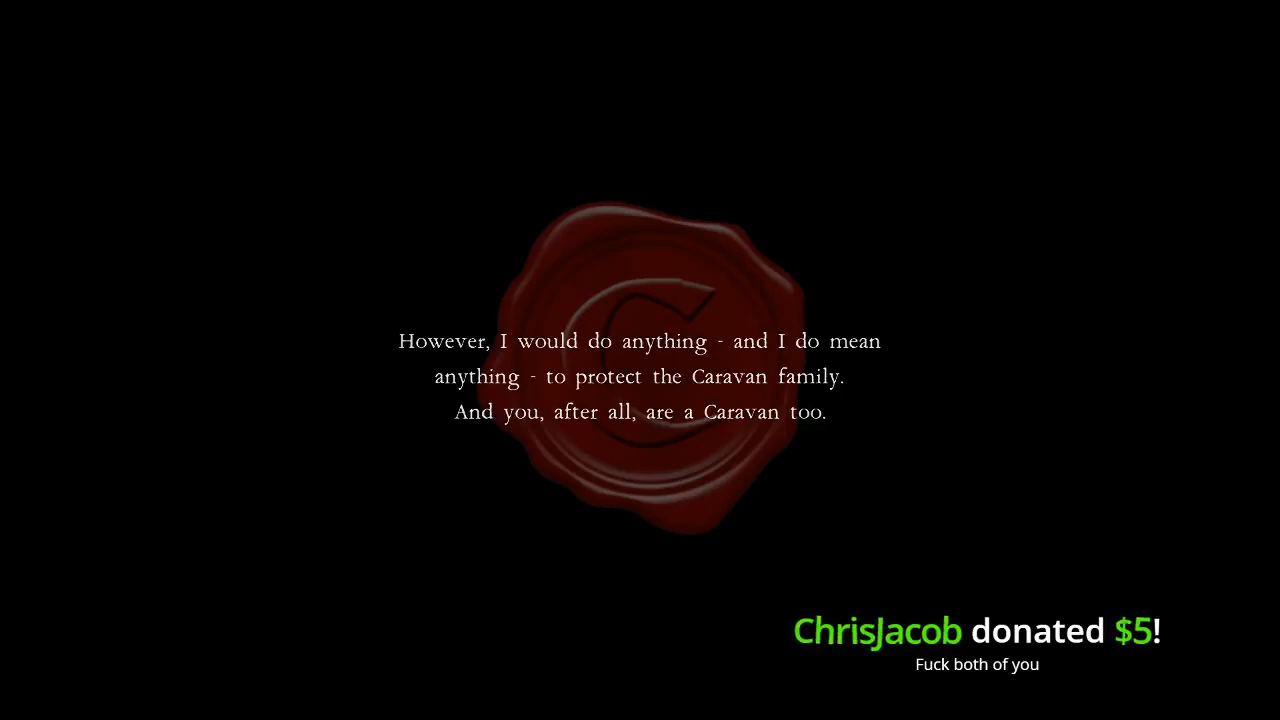 C
However, I would do anything - and I do mean
anything - to protect the Caravan family.
And you, after all, are a Caravan too.
ChrisJacob donated $5!
Fuck both of you